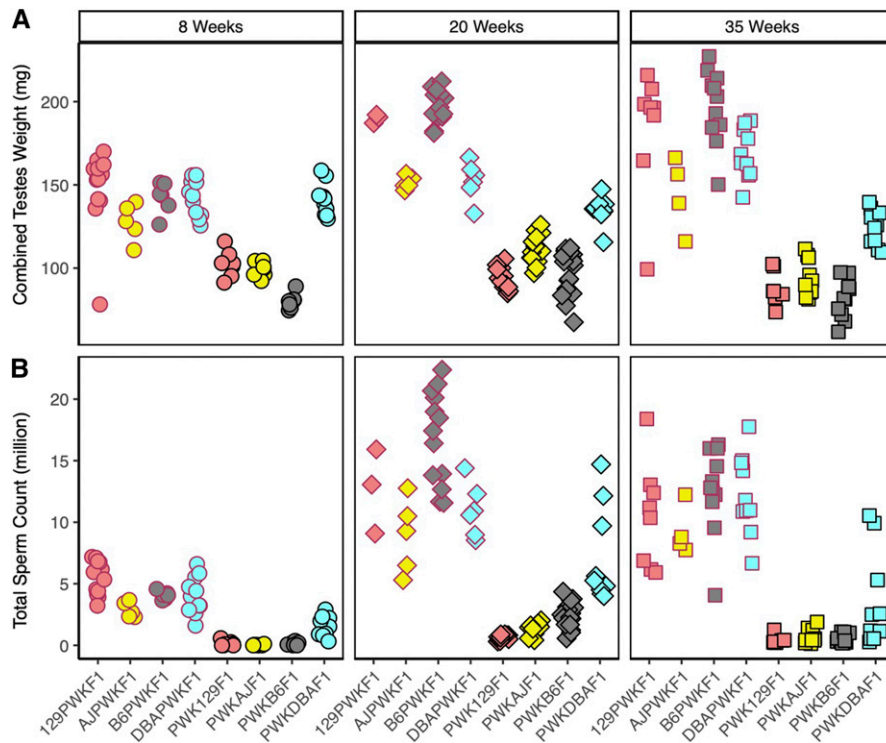 A
8 Weeks
20 Weeks
35 Weeks
Combined Testes Weight (mg)
200
150
100
B
Total Sperm Count (million)
20
15
10
5
0
129PWKF1
AJPWKF1
B6PWKF1
DBAPWKF1
PWK129F1
PWKAJF1
PWKB6F1
PWKDBAF1
129PWKF1
AJPWKF1
B6PWKF1
DBAPWKF1
PWK129F1
PWKAJF1
PWKB6F1
PWKDBAF1
129PWKF1
AJPWKF1
B6PWKF1
DBAPWKF1
PWK129F1
PWKAJF1
PWKB6F1
PWKDBAF1